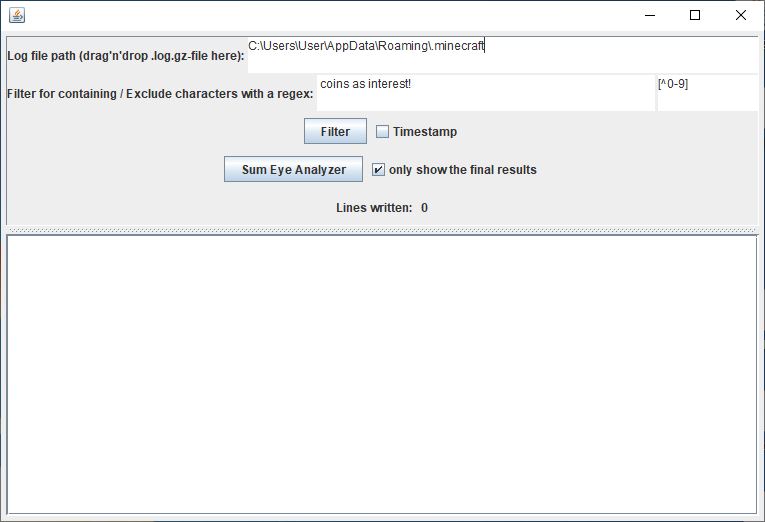 Log file path (drag'n'drop .log.gz-file here): C:\Users\User\AppData\Roaming\.minecraft
Filter for containing / Exclude characters with a regex: coins as interest! [^0-9]
Filter Timestamp
Sum Eye Analyzer only show the final results
Lines written: 0